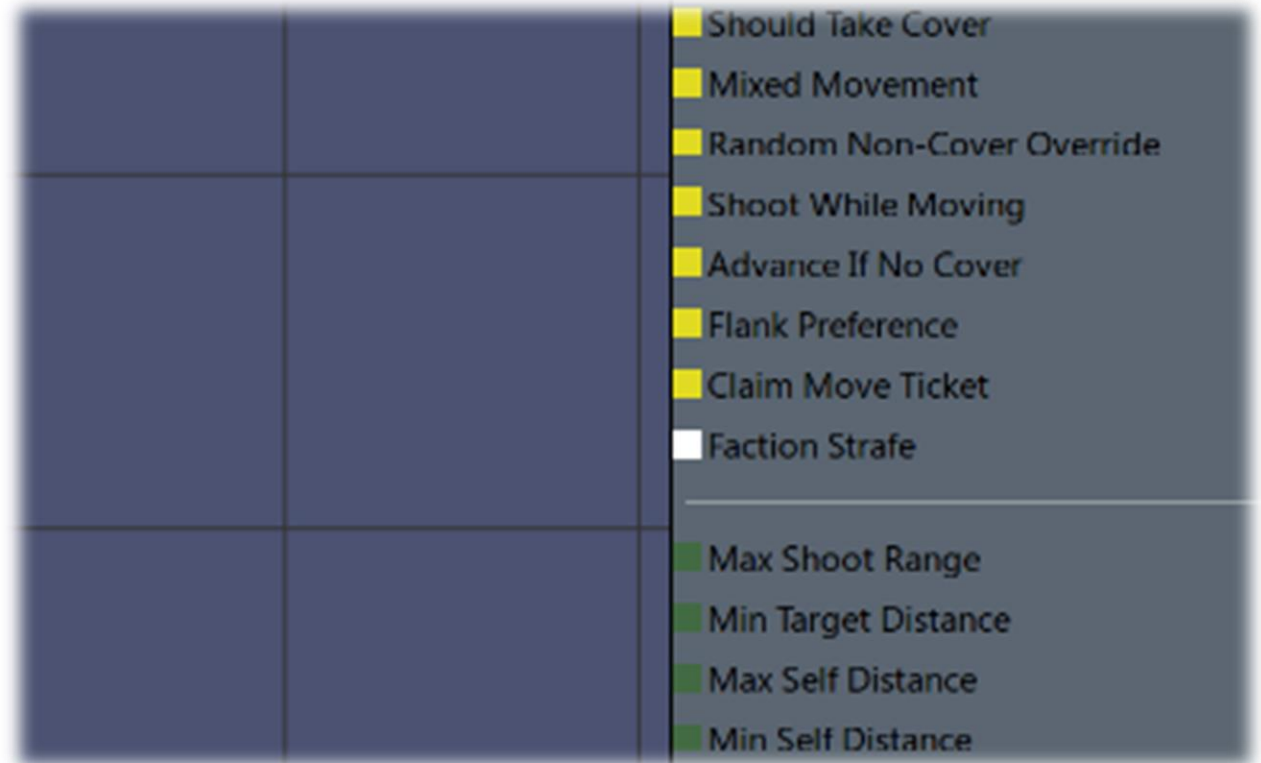 Should Take Cover
Mixed Movement
Random Non-Cover Override
Shoot While Moving
Advance If No Cover
Flank Preference
Claim Move Ticket
Faction Strafe
Max Shoot Range
Min Target Distance
Max Self Distance
Min Self Distance